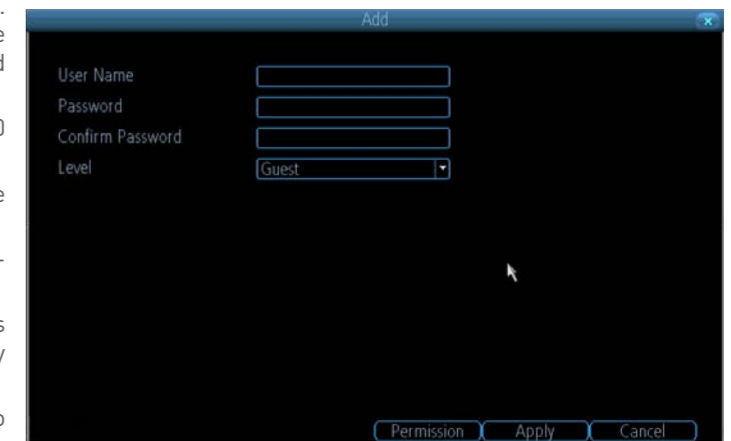 Add
User Name
Password
Confirm Password
Level Guest
Permission Apply Cancel